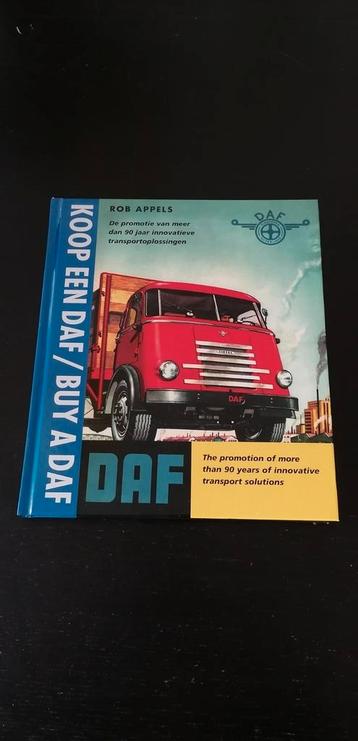 KOOP EEN DAF / BUY A DAF
ROB APPELS
De promotie van meer
dan 90 jaar innovatieve
transportoplossingen
DAF
DAF
DAF
The promotion of more
than 90 years of innovative
transport solutions